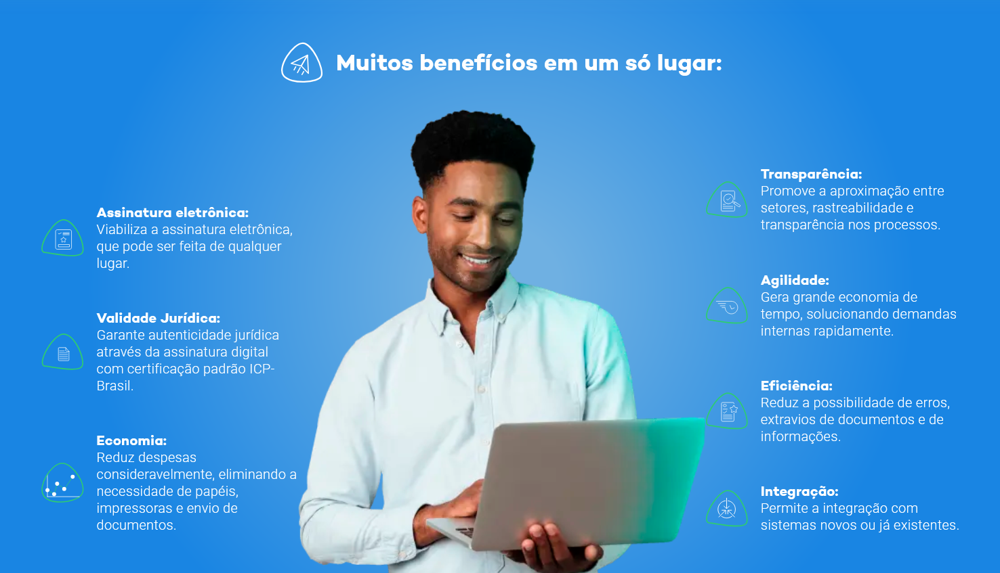 Muitos benefícios em um só lugar:
Assinatura eletrônica:
Viabiliza a assinatura eletrônica,
que pode ser feita de qualquer
lugar.
Validade Jurídica:
Garante autenticidade jurídica
através da assinatura digital
com certificação padrão ICP-
Brasil.
Economia:
Reduz despesas
consideravelmente, eliminando a
necessidade de papéis,
impressoras e envio de
documentos.
Transparência:
Promove a aproximação entre
setores, rastreabilidade e
transparência nos processos.
Agilidade:
Gera grande economia de
tempo, solucionando demandas
internas rapidamente.
Eficiência:
Reduz a possibilidade de erros,
extravios de documentos e de
informações.
Integração:
Permite a integração com
sistemas novos ou já existentes.